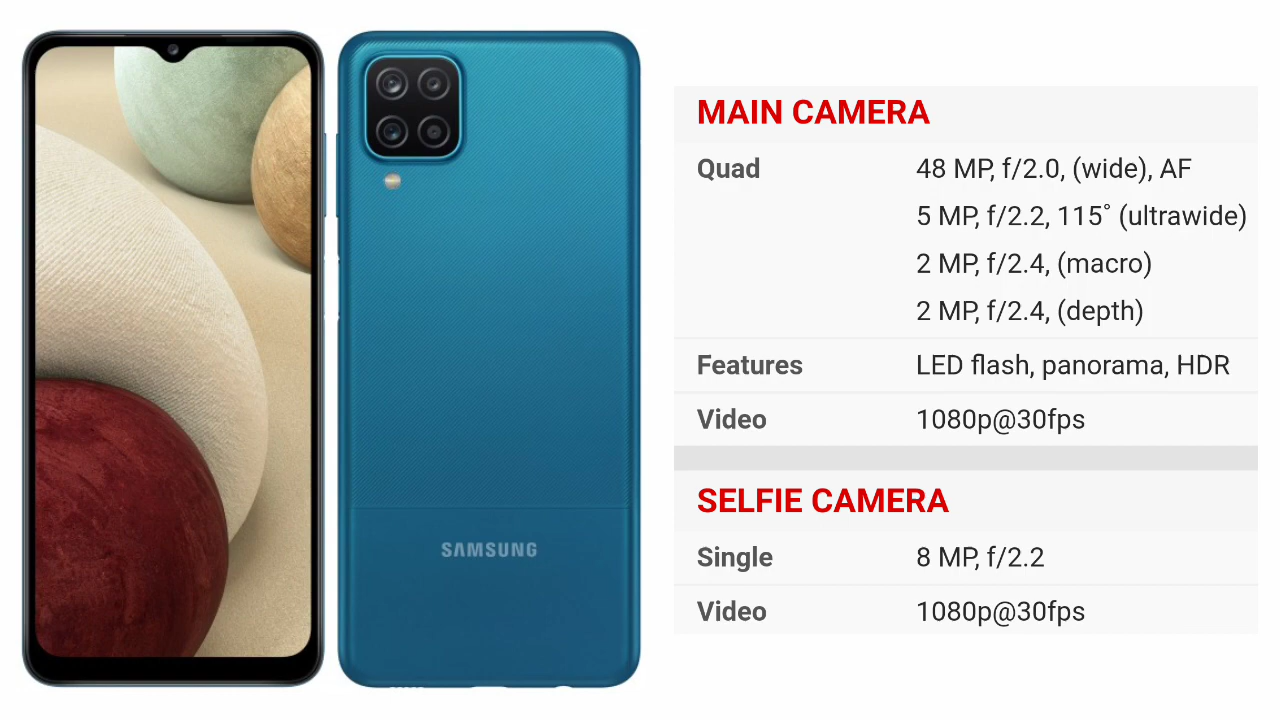 SAMSUNG
MAIN CAMERA
Quad 48 MP, f/2.0, (wide), AF
5 MP, f/2.2, 115˚ (ultrawide)
2 MP, f/2.4, (macro)
2 MP, f/2.4, (depth)
Features LED flash, panorama, HDR
Video 1080p@30fps
SELFIE CAMERA
Single 8 MP, f/2.2
Video 1080p@30fps